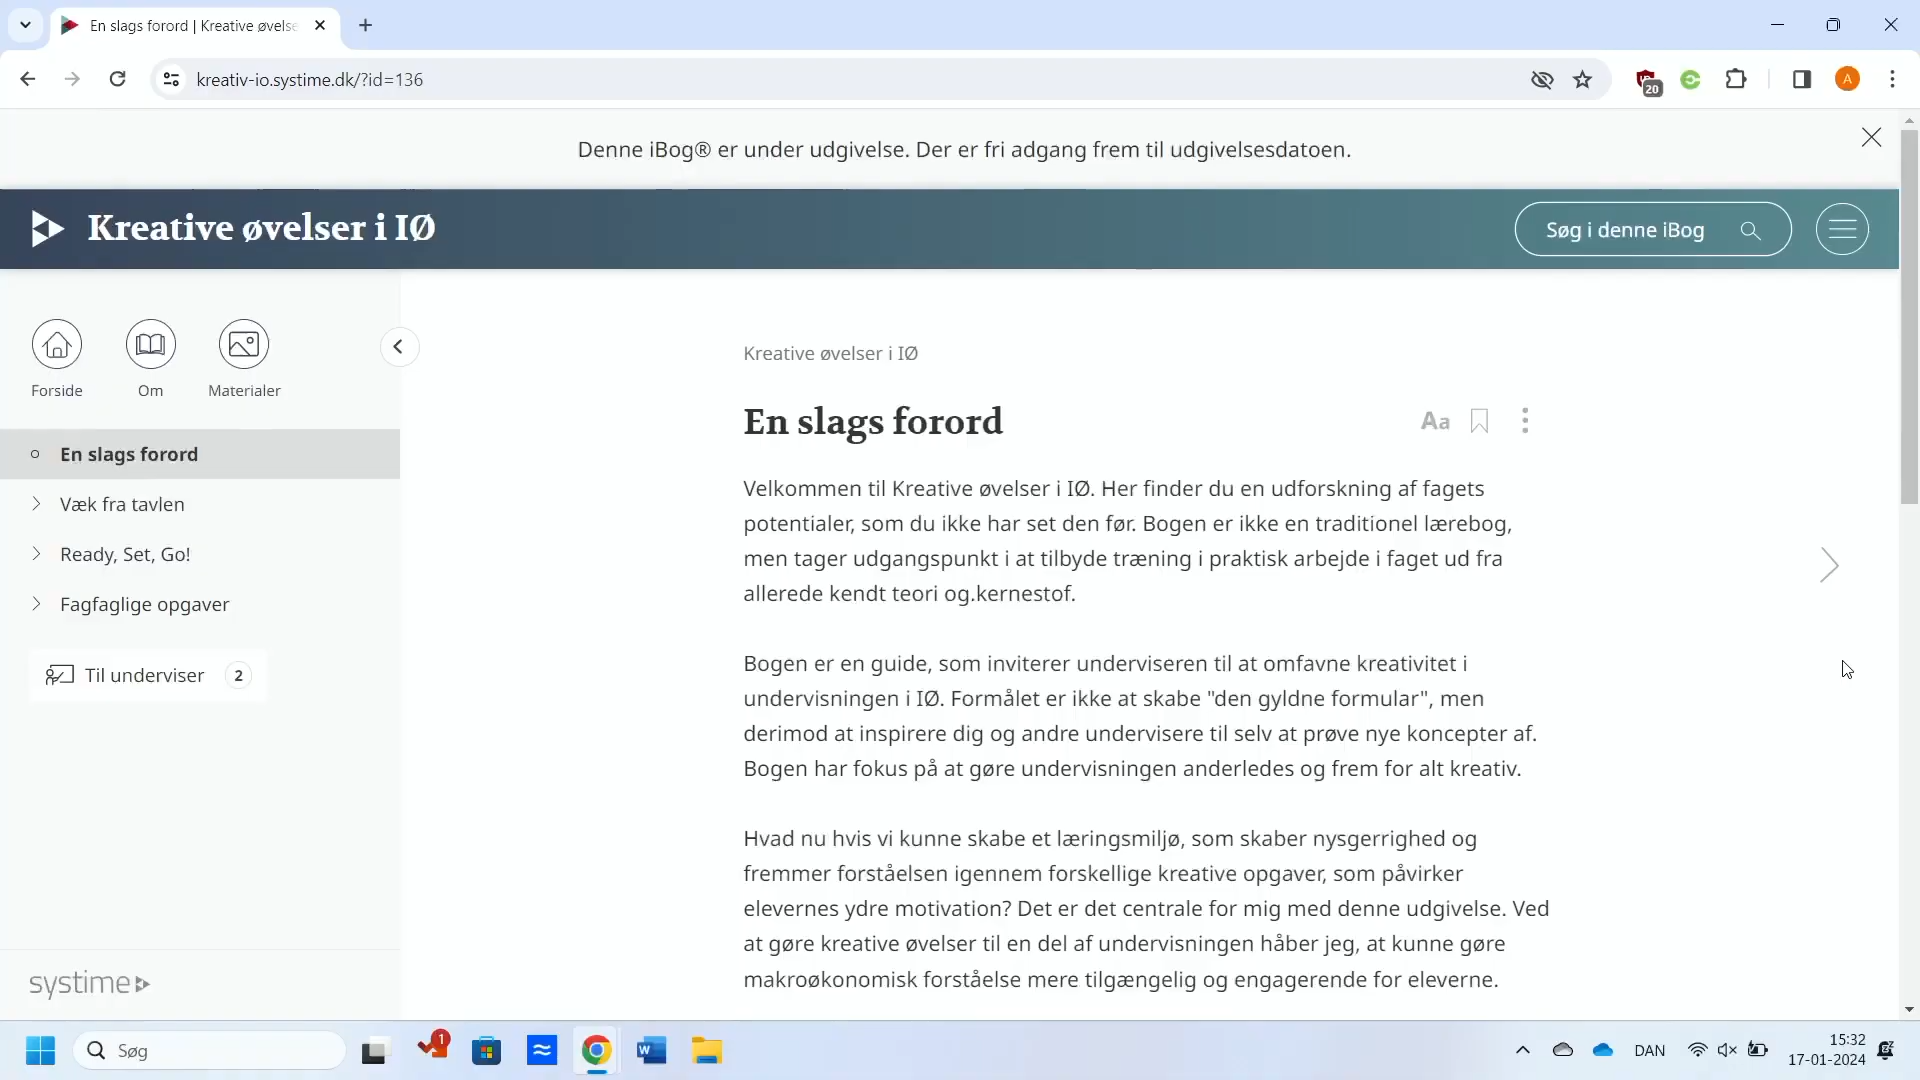 En slags forord | Kreative øvelse
kreativ-io.systime.dk/?id=136
20
A
Denne iBog® er under udgivelse. Der er fri adgang frem til udgivelsesdatoen.
Kreative øvelser i IØ
Søg i denne iBog
Forside
Om
Materialer
En slags forord
Væk fra tavlen
Ready, Set, Go!
Fagfaglige opgaver
Til underviser 2
systime
Kreative øvelser i IØ
En slags forord
Aa
Velkommen til Kreative øvelser i IØ. Her finder du en udforskning af fagets
potentialer, som du ikke har set den før. Bogen er ikke en traditionel lærebog,
men tager udgangspunkt i at tilbyde træning i praktisk arbejde i faget ud fra
allerede kendt teori og.kernestof.
Bogen er en guide, som inviterer underviseren til at omfavne kreativitet i
undervisningen i IØ. Formålet er ikke at skabe "den gyldne formular", men
derimod at inspirere dig og andre undervisere til selv at prøve nye koncepter af.
Bogen har fokus på at gøre undervisningen anderledes og frem for alt kreativ.
Hvad nu hvis vi kunne skabe et læringsmiljø, som skaber nysgerrighed og
fremmer forståelsen igennem forskellige kreative opgaver, som påvirker
elevernes ydre motivation? Det er det centrale for mig med denne udgivelse. Ved
at gøre kreative øvelser til en del af undervisningen håber jeg, at kunne gøre
makroøkonomisk forståelse mere tilgængelig og engagerende for eleverne.
Søg
1
W
DAN
15:32
17-01-2024